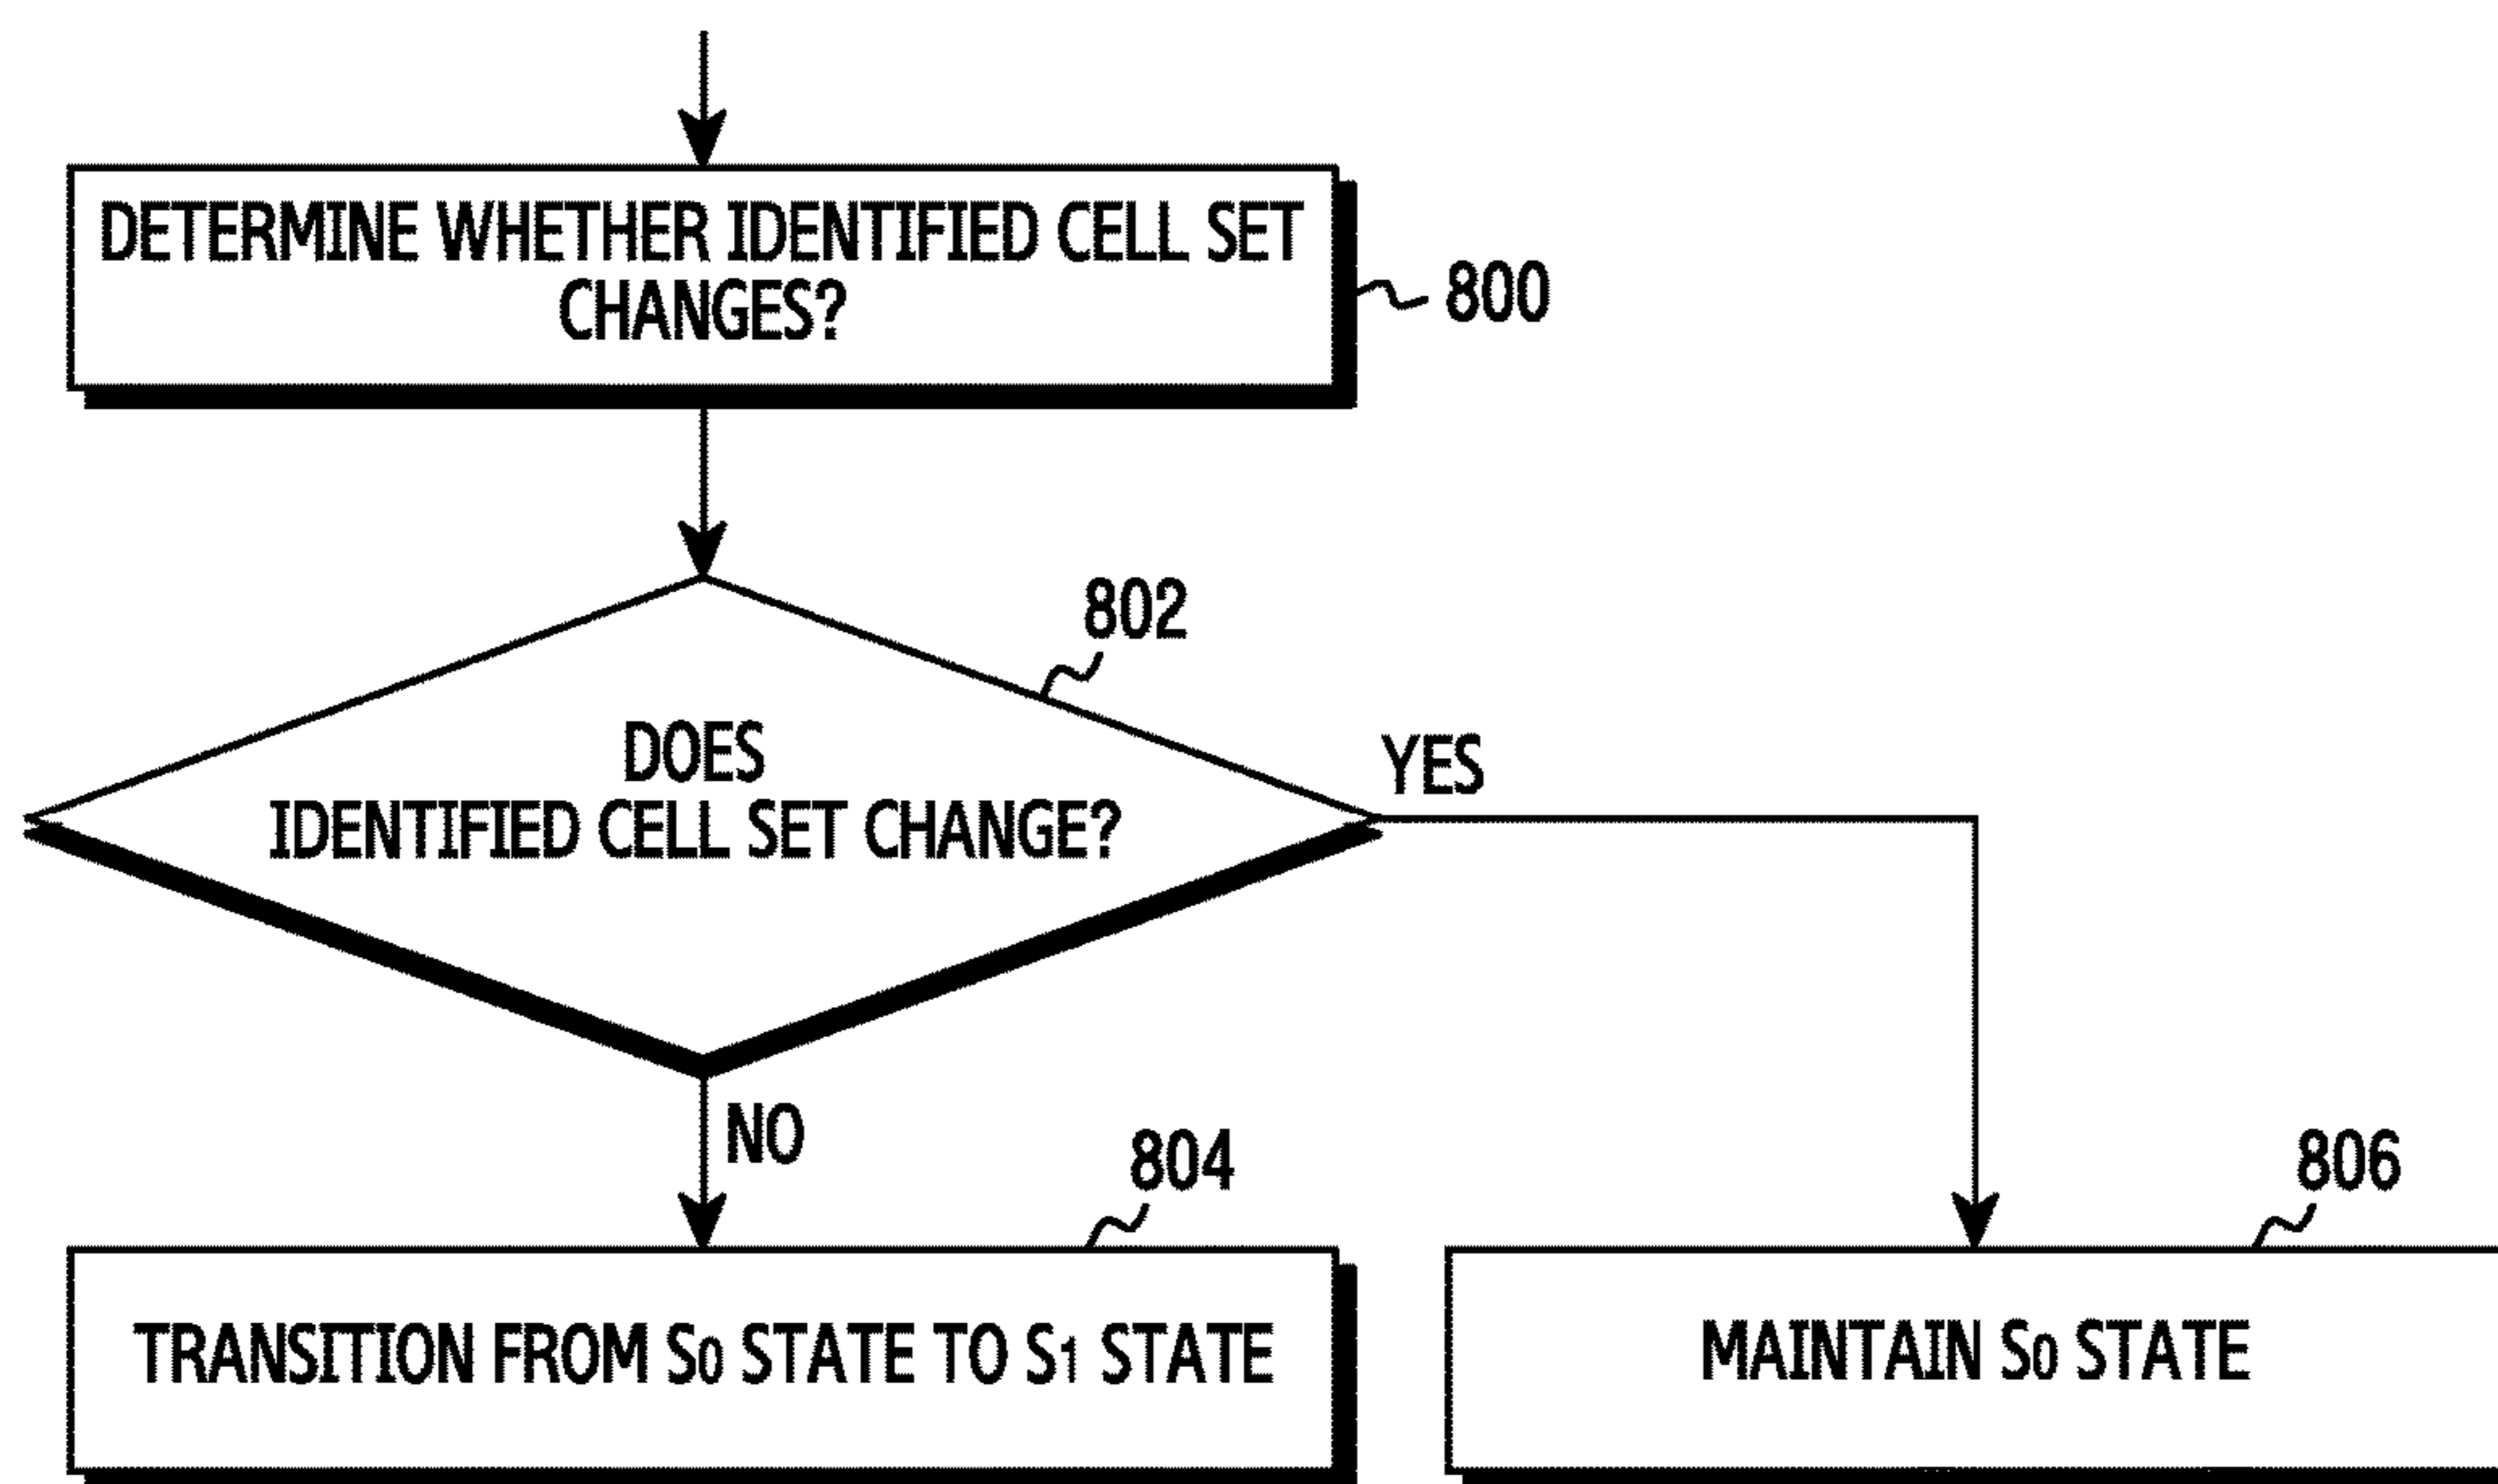 DETERMINE WHETHER IDENTIFIED CELL SET
CHANGES?
800
802
DOES
IDENTIFIED CELL SET CHANGE?
YES
NO
804
806
TRANSITION FROM S0 STATE TO S1 STATE
MAINTAIN S0 STATE